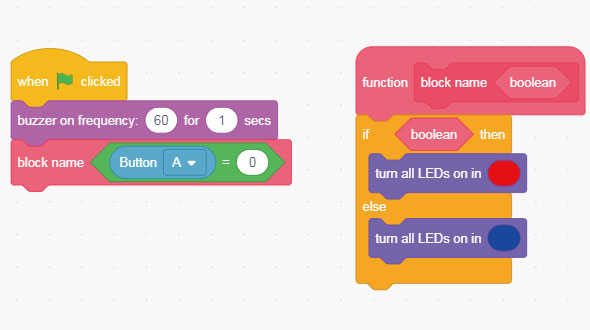 when clicked
buzzer on frequency: 60 for 1 secs
block name Button A = 0
function block name boolean
if boolean then
turn all LEDs on in
else
turn all LEDs on in